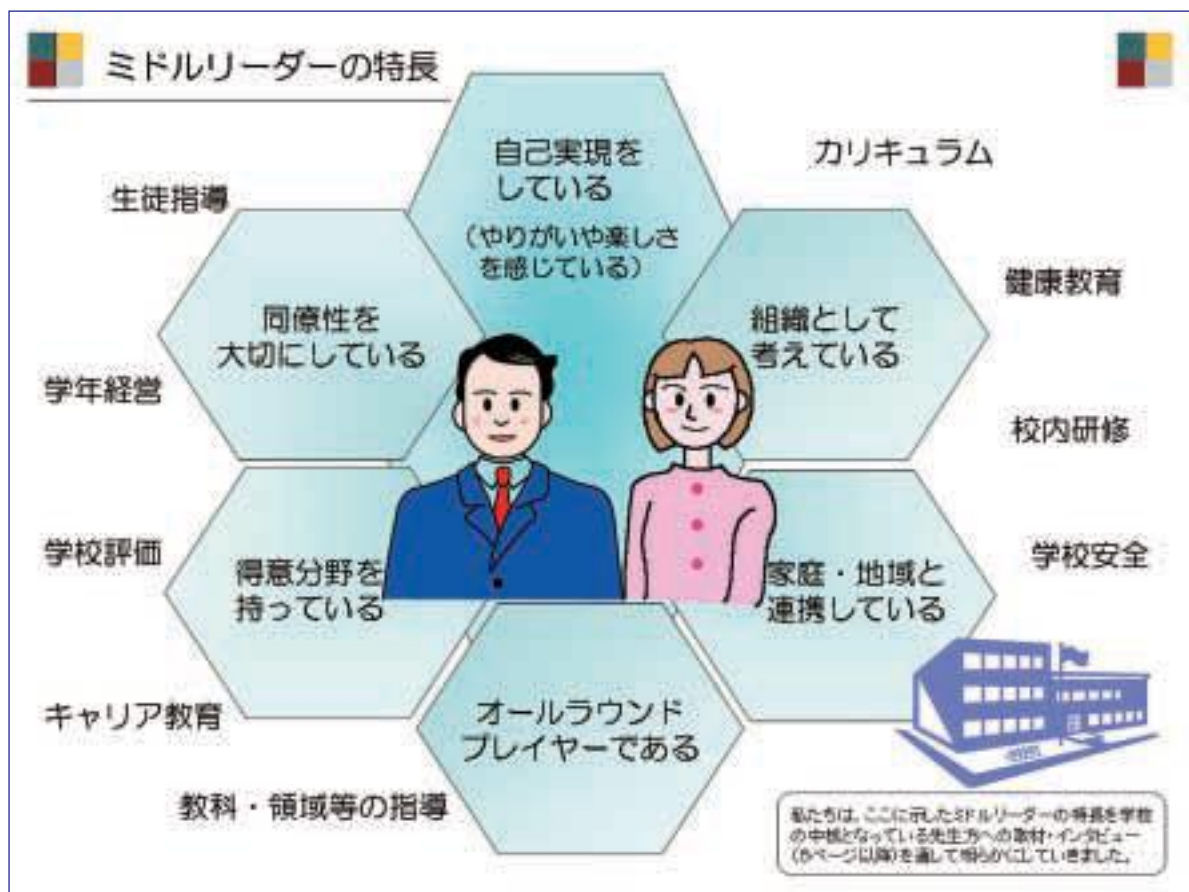 ミドルリーダーの特長
自己実現を
している
（やりがいや楽しさ
を感じている）
カリキュラム
生徒指導
健康教育
同僚性を
大切にしている
組織として
考えている
学年経営
校内研修
学校評価
学校安全
得意分野を
持っている
家庭・地域と
連携している
キャリア教育
オールラウンド
プレイヤーである
教科・領域等の指導
私たちは、ここに示したミドルリーダーの特長を学校
の中核となっている先生方への取材・インタビュー
ページ以降）を通して明らかにしていきました。